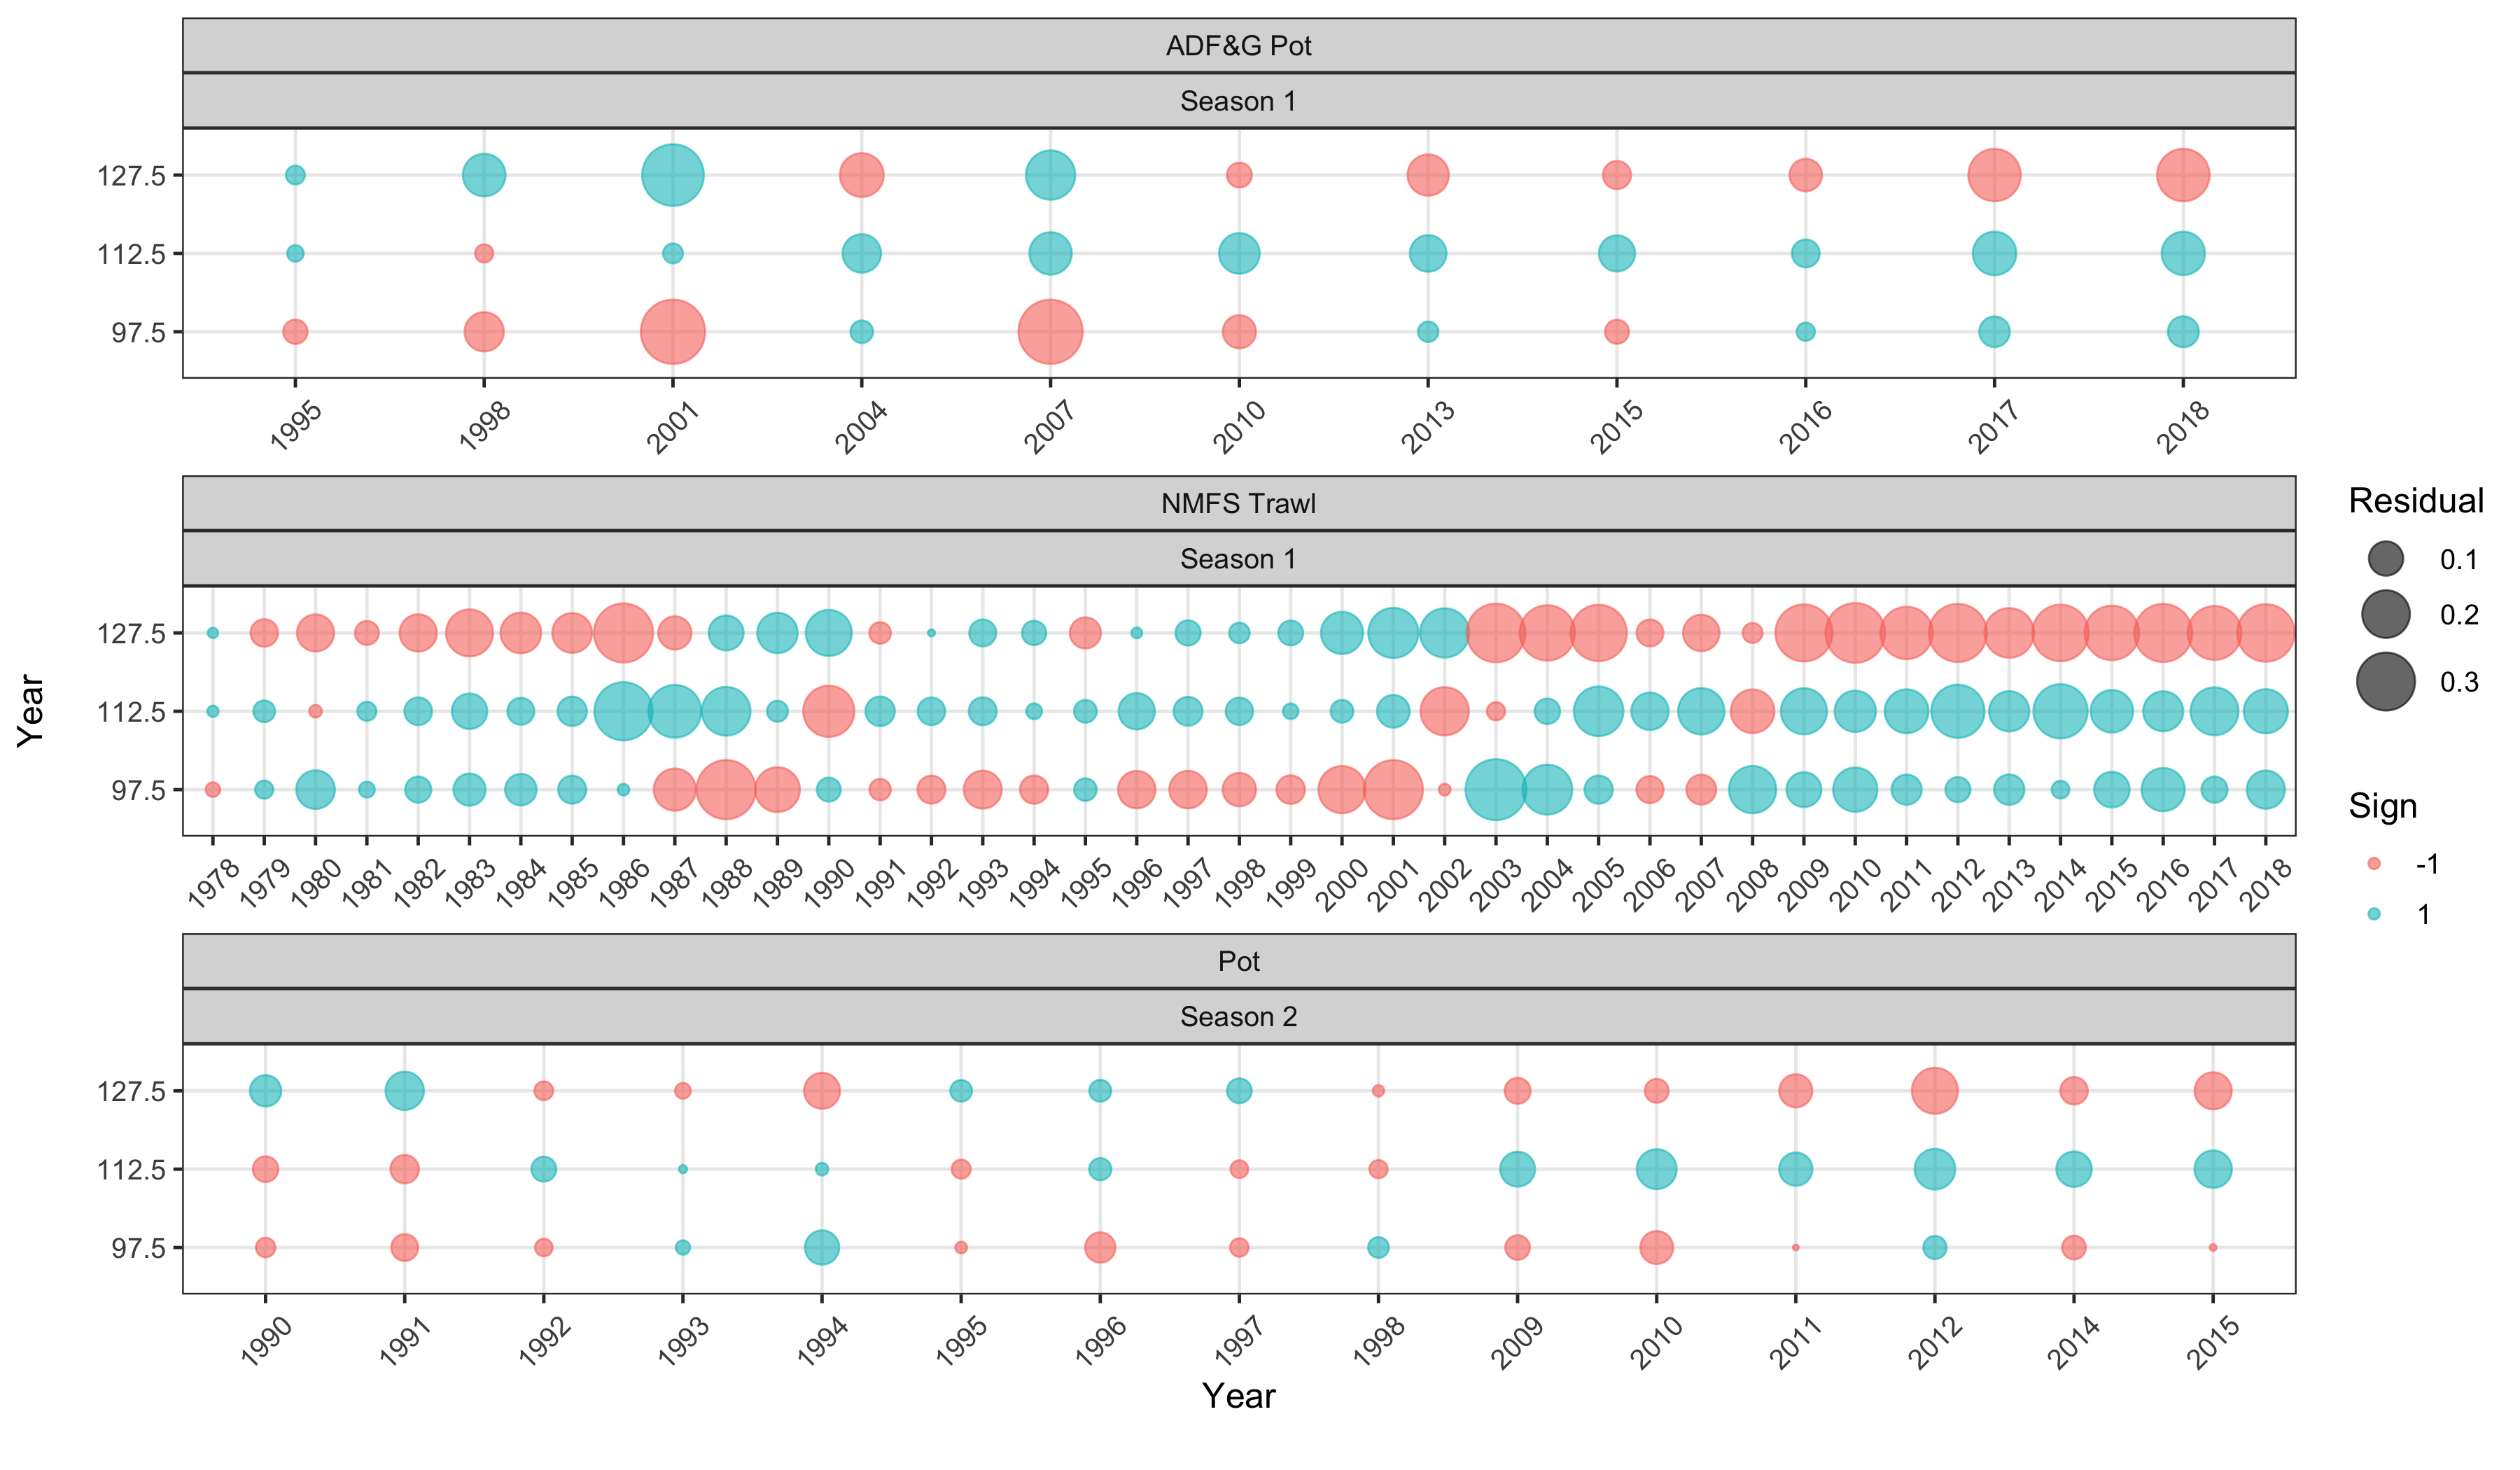 ADF&G Pot
Season 1
127.5
112.5
97.5
1995 1998 2001 2004 2007 2010 2013 2015 2016 2017 2018
NMFS Trawl
Season 1
127.5
112.5
97.5
1978 1979 1980 1981 1982 1983 1984 1985 1986 1987 1988 1989 1990 1991 1992 1993 1994 1995 1996 1997 1998 1999 2000 2001 2002 2003 2004 2005 2006 2007 2008 2009 2010 2011 2012 2013 2014 2015 2016 2017 2018
Pot
Season 2
127.5
112.5
97.5
1990 1991 1992 1993 1994 1995 1996 1997 1998 2009 2010 2011 2012 2014 2015
Year
Year
Residual
0.1
0.2
0.3
Sign
-1
1